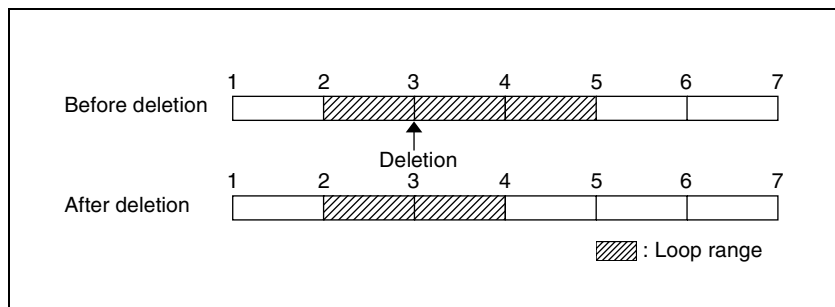 1 2 3 4 5 6 7
Before deletion
Deletion
1 2 3 4 5 6 7
After deletion
: Loop range